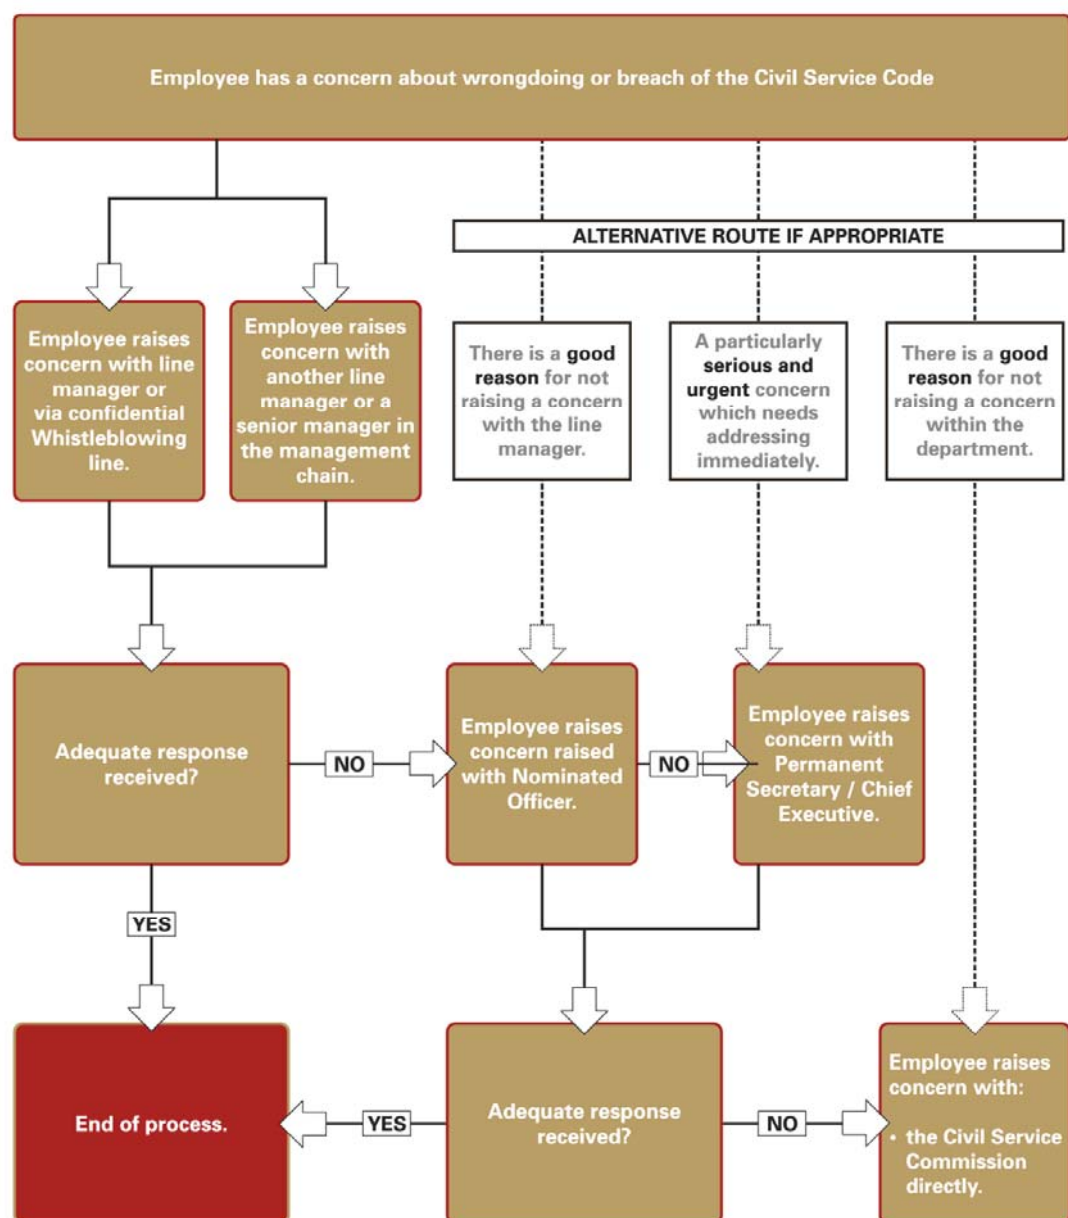 Employee has a concern about wrongdoing or breach of the Civil Service Code
ALTERNATIVE ROUTE IF APPROPRIATE
Employee raises
concern with line
manager or
via confidential
Whistleblowing
line.
Employee raises
concern with
another line
manager or a
senior manager in
the management
chain.
There is a good
reason for not
raising a concern
with the line
manager.
A particularly
serious and
urgent concern
which needs
addressing
immediately.
There is a good
reason for not
raising a concern
within the
department.
Adequate response
received?
NO
Employee raises
concern raised
with Nominated
Officer.
NO
Employee raises
concern with
Permanent
Secretary / Chief
Executive.
YES
End of process.
YES
Adequate response
received?
NO
Employee raises
concern with:
• the Civil Service
Commission
directly.